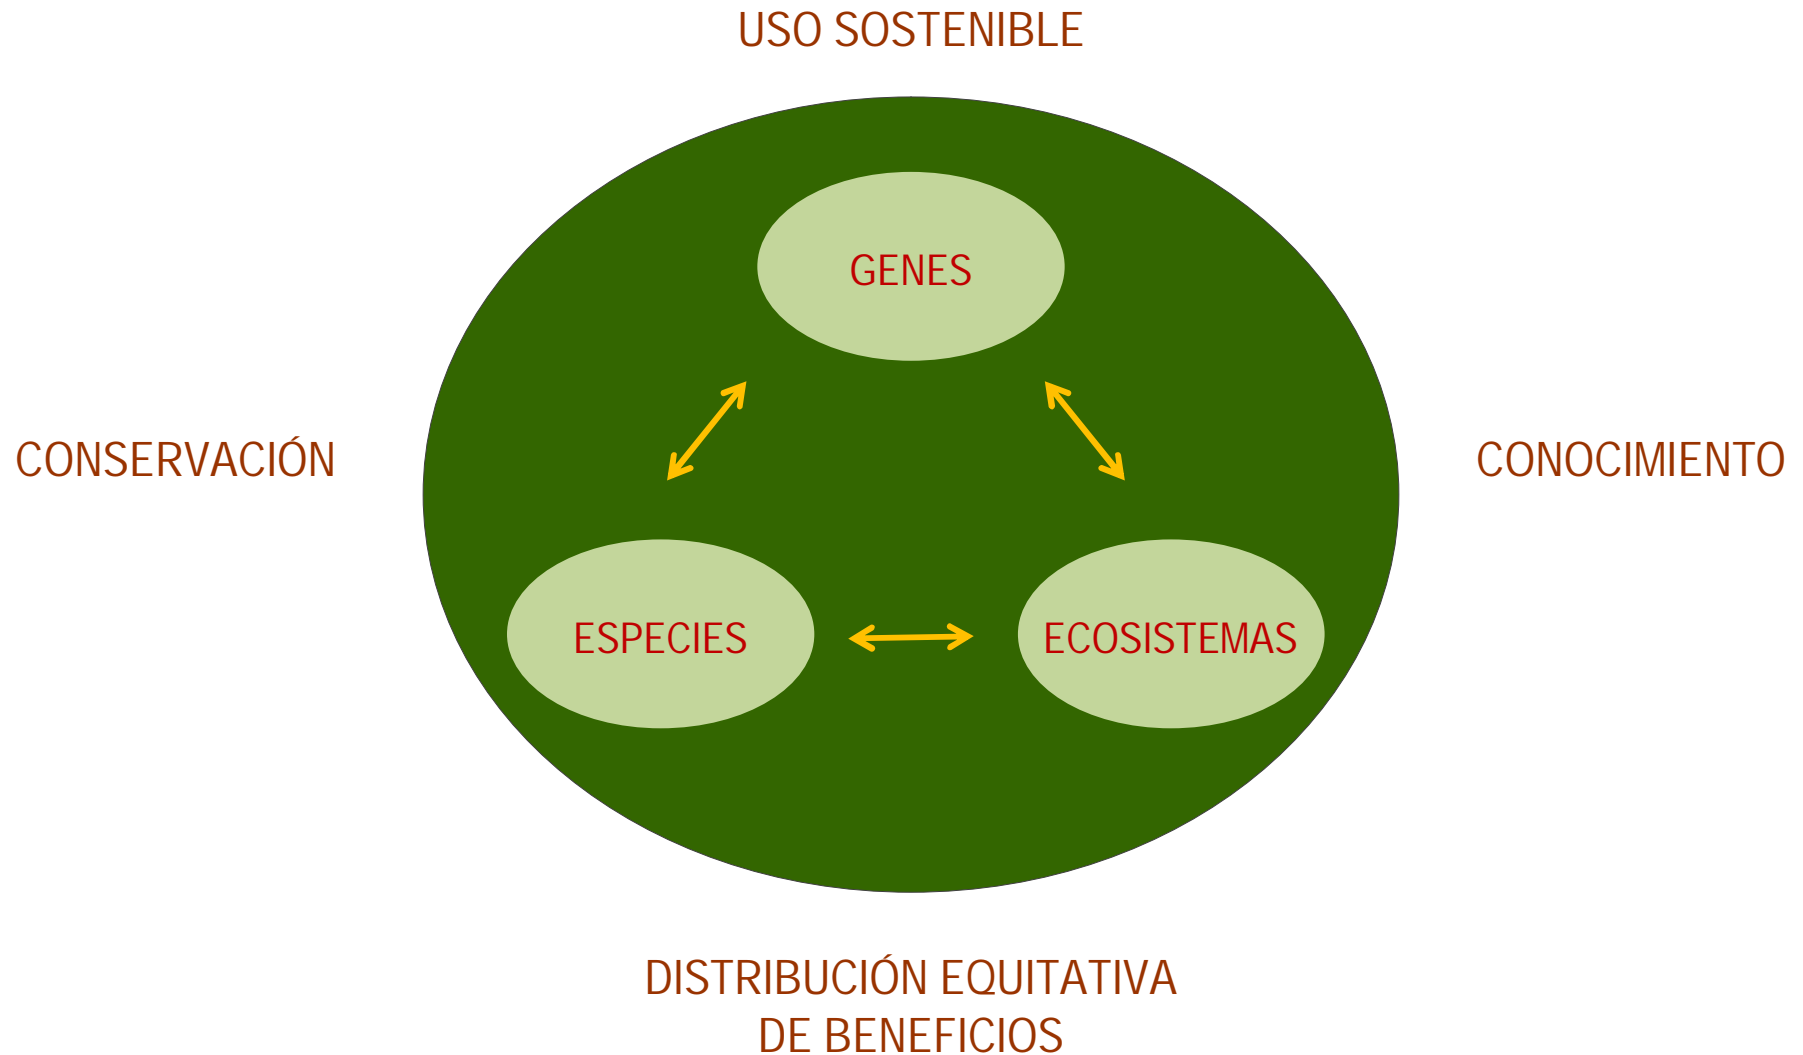 USO SOSTENIBLE
GENES
CONSERVACIÓN
CONOCIMIENTO
ESPECIES
ECOSISTEMAS
DISTRIBUCIÓN EQUITATIVA
DE BENEFICIOS